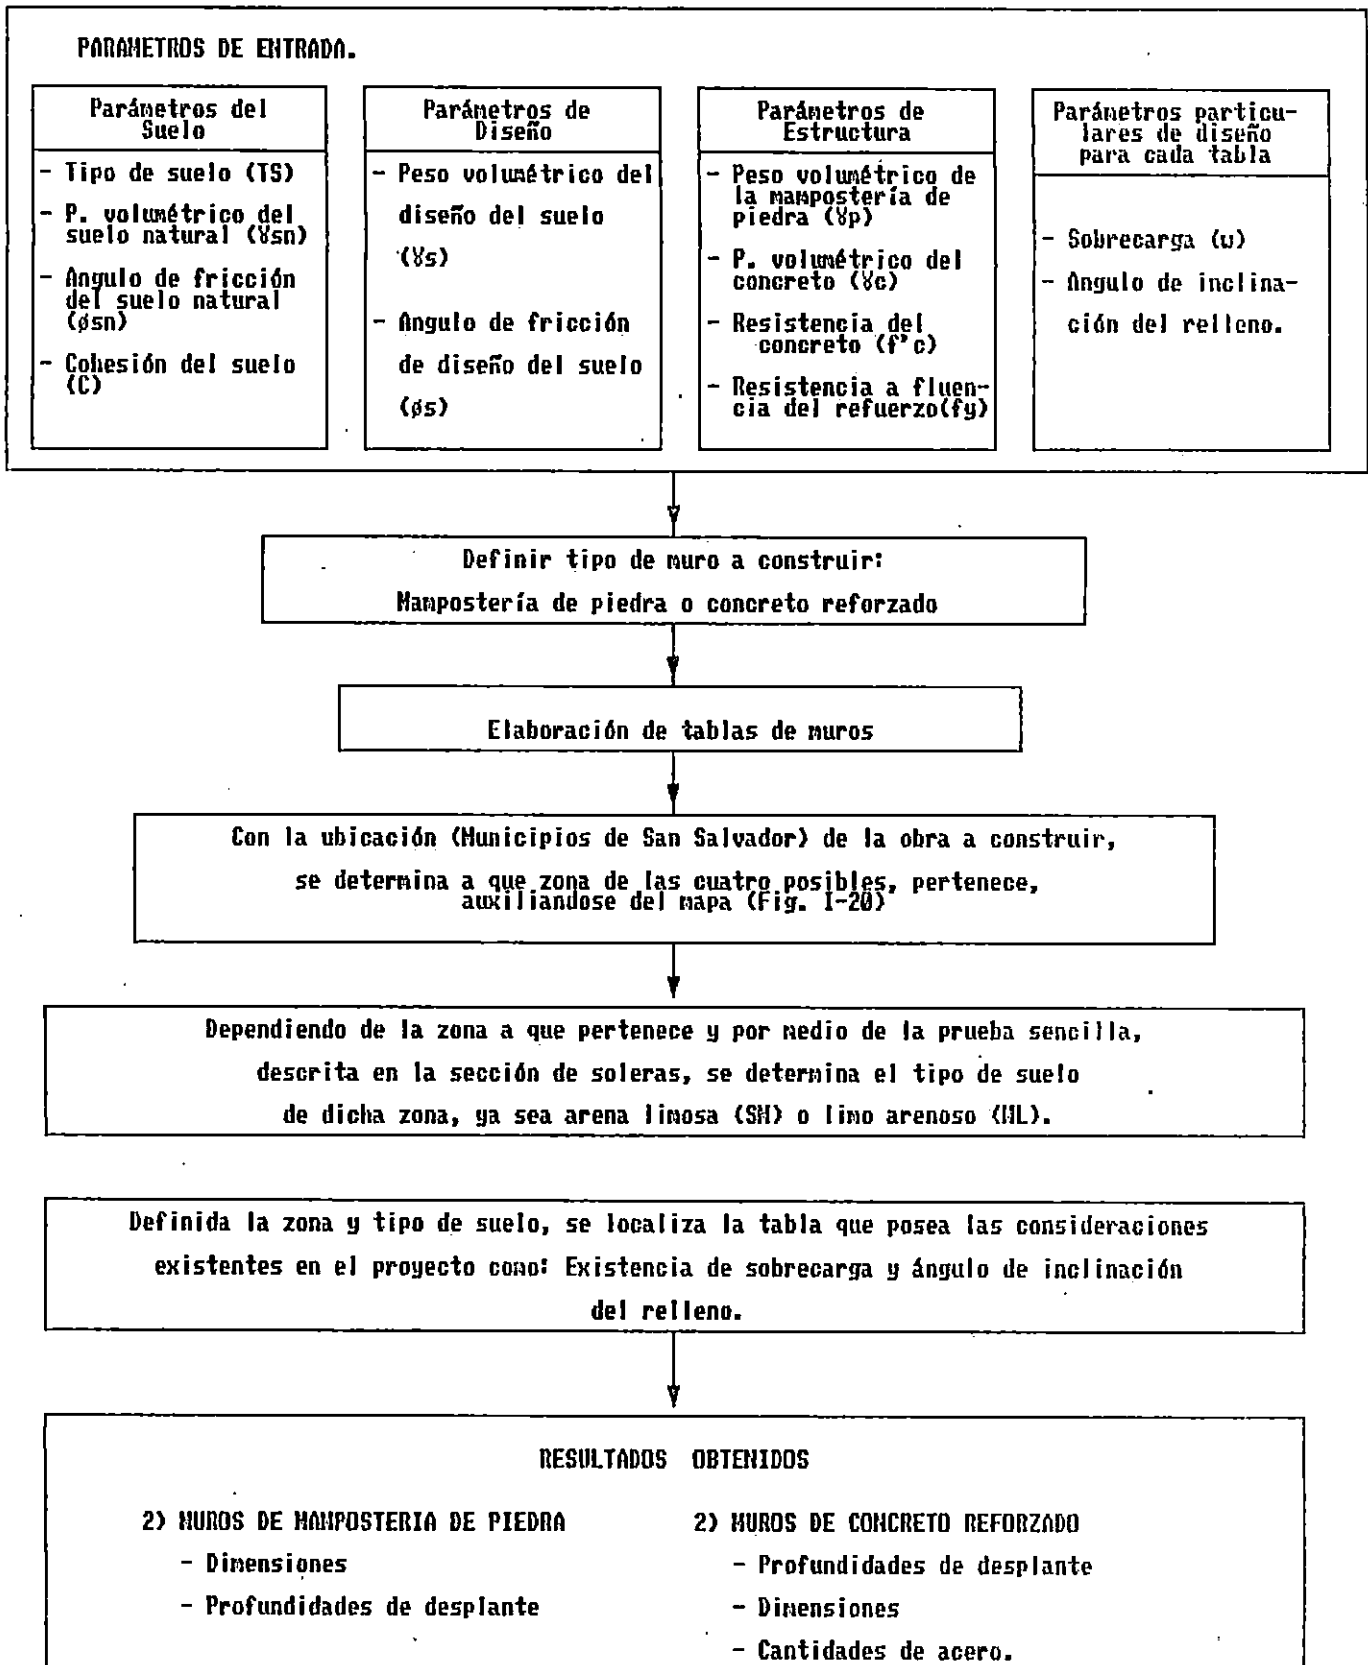 PARAMETROS DE ENTRADA.
Parámetros del
Suelo
- Tipo de suelo (TS)
- P. volumétrico del
suelo natural (γsn)
- Angulo de fricción
del suelo natural
(øsn)
- Cohesión del suelo
(C)
Parámetros de
Diseño
- Peso volumétrico del
diseño del suelo
(γs)
- Angulo de fricción
de diseño del suelo
(øs)
Parámetros de
Estructura
- Peso volumétrico de
la mampostería de
piedra (γp)
- P. volumétrico del
concreto (γc)
- Resistencia del
concreto (f'c)
- Resistencia a fluen-
cia del refuerzo(fy)
Parámetros particu-
lares de diseño
para cada tabla
- Sobrecarga (w)
- Angulo de inclina-
ción del relleno.
Definir tipo de muro a construir:
Mampostería de piedra o concreto reforzado
Elaboración de tablas de muros
Con la ubicación (Municipios de San Salvador) de la obra a construir,
se determina a que zona de las cuatro posibles, pertenece,
auxiliandose del mapa (Fig. I-20)
Dependiendo de la zona a que pertenece y por medio de la prueba sencilla,
descrita en la sección de soleras, se determina el tipo de suelo
de dicha zona, ya sea arena limosa (SM) o limo arenoso (ML).
Definida la zona y tipo de suelo, se localiza la tabla que posea las consideraciones
existentes en el proyecto como: Existencia de sobrecarga y ángulo de inclinación
del relleno.
RESULTADOS OBTENIDOS
2) MUROS DE MAMPOSTERIA DE PIEDRA
- Dimensiones
- Profundidades de desplante
2) MUROS DE CONCRETO REFORZADO
- Profundidades de desplante
- Dimensiones
- Cantidades de acero.